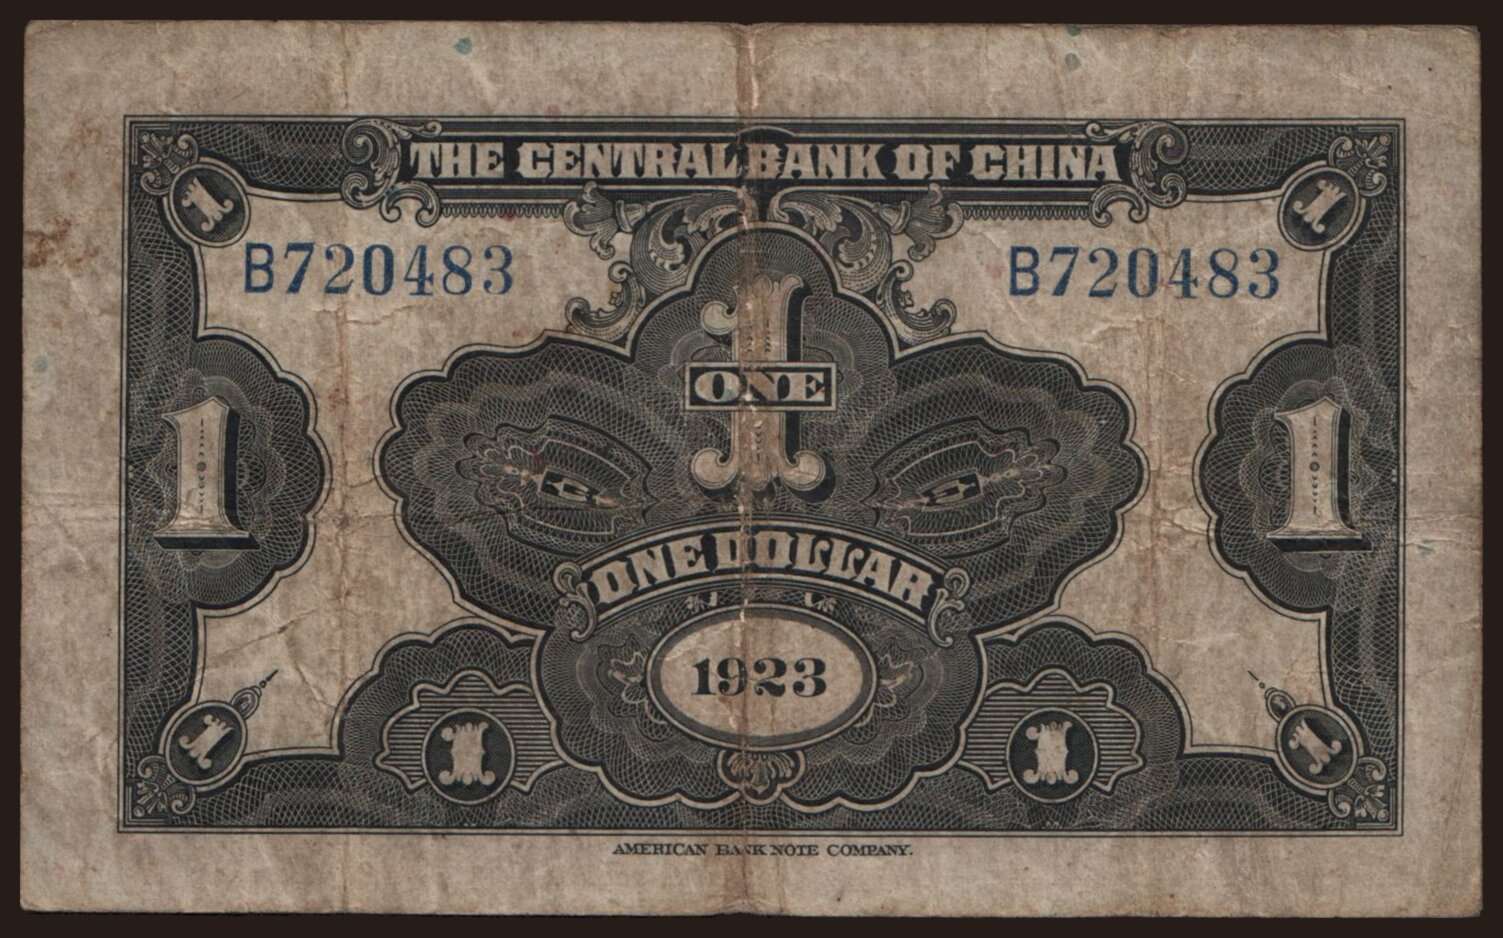 THE CENTRAL BANK OF CHINA
1 1
B720483 B720483
1
ONE
1 1
ONE DOLLAR
1923
1 1 1 1
AMERICAN BANK NOTE COMPANY.